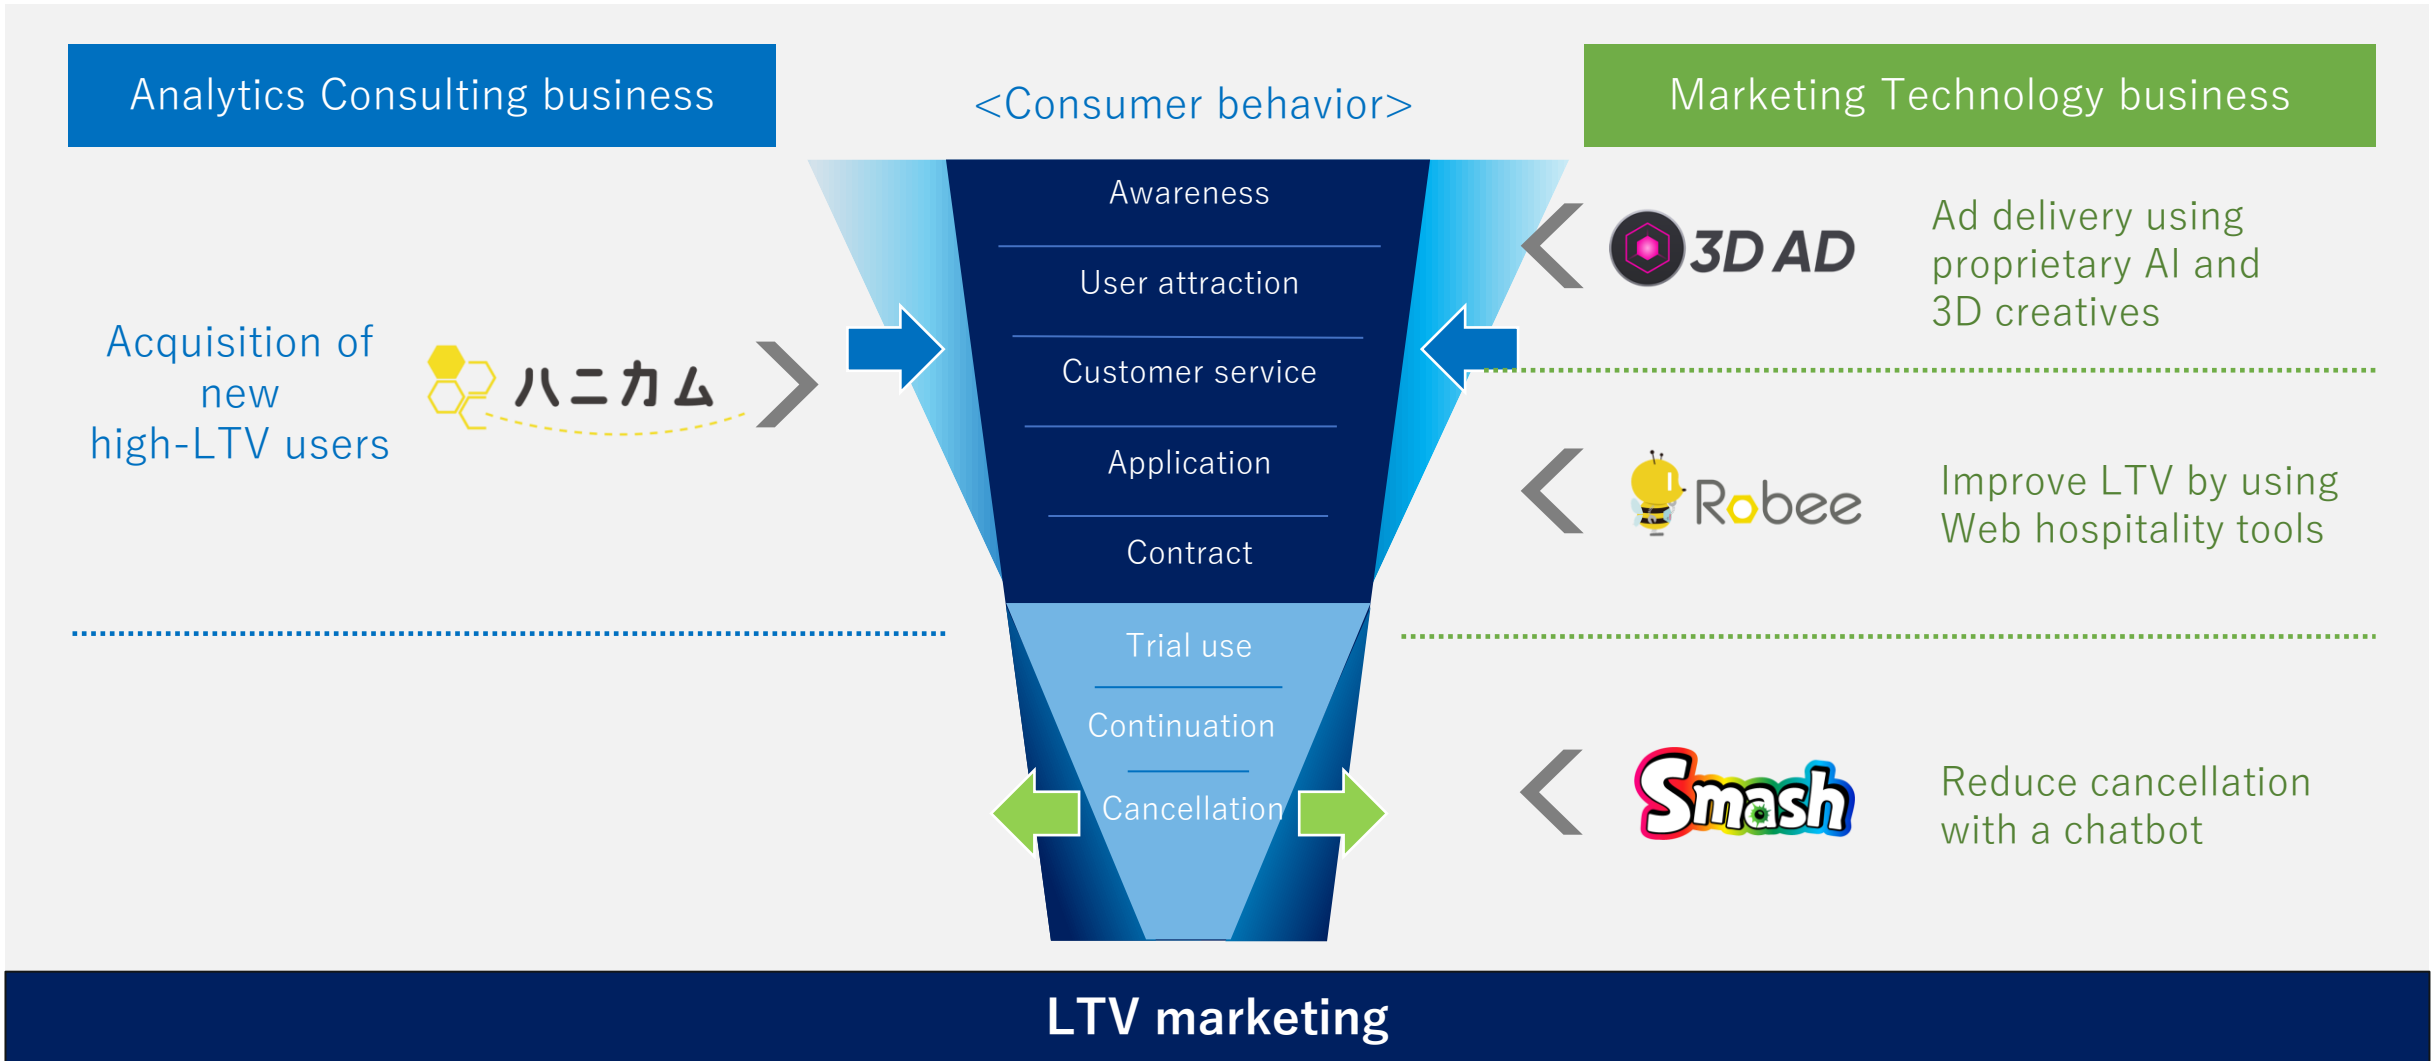 Analytics Consulting business
<Consumer behavior>
Marketing Technology business
Acquisition of
new
high-LTV users
ハニカム
Awareness
User attraction
Customer service
Application
Contract
Trial use
Continuation
Cancellation
3D AD
Ad delivery using
proprietary AI and
3D creatives
Robee
Improve LTV by using
Web hospitality tools
Smash
Reduce cancellation
with a chatbot
LTV marketing